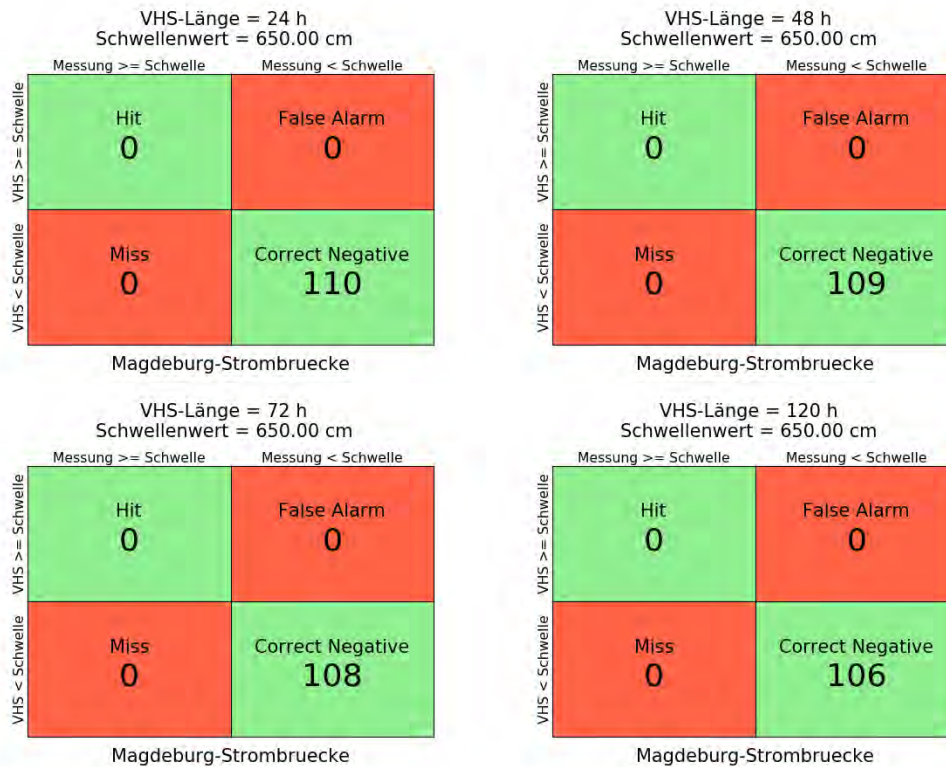 VHS-Länge = 24 h
Schwellenwert = 650.00 cm
Messung >= Schwelle
Messung < Schwelle
VHS >= Schwelle
Hit
0
False Alarm
0
VHS < Schwelle
Miss
0
Correct Negative
110
Magdeburg-Strombruecke
VHS-Länge = 48 h
Schwellenwert = 650.00 cm
Messung >= Schwelle
Messung < Schwelle
VHS >= Schwelle
Hit
0
False Alarm
0
VHS < Schwelle
Miss
0
Correct Negative
109
Magdeburg-Strombruecke
VHS-Länge = 72 h
Schwellenwert = 650.00 cm
Messung >= Schwelle
Messung < Schwelle
VHS >= Schwelle
Hit
0
False Alarm
0
VHS < Schwelle
Miss
0
Correct Negative
108
Magdeburg-Strombruecke
VHS-Länge = 120 h
Schwellenwert = 650.00 cm
Messung >= Schwelle
Messung < Schwelle
VHS >= Schwelle
Hit
0
False Alarm
0
VHS < Schwelle
Miss
0
Correct Negative
106
Magdeburg-Strombruecke